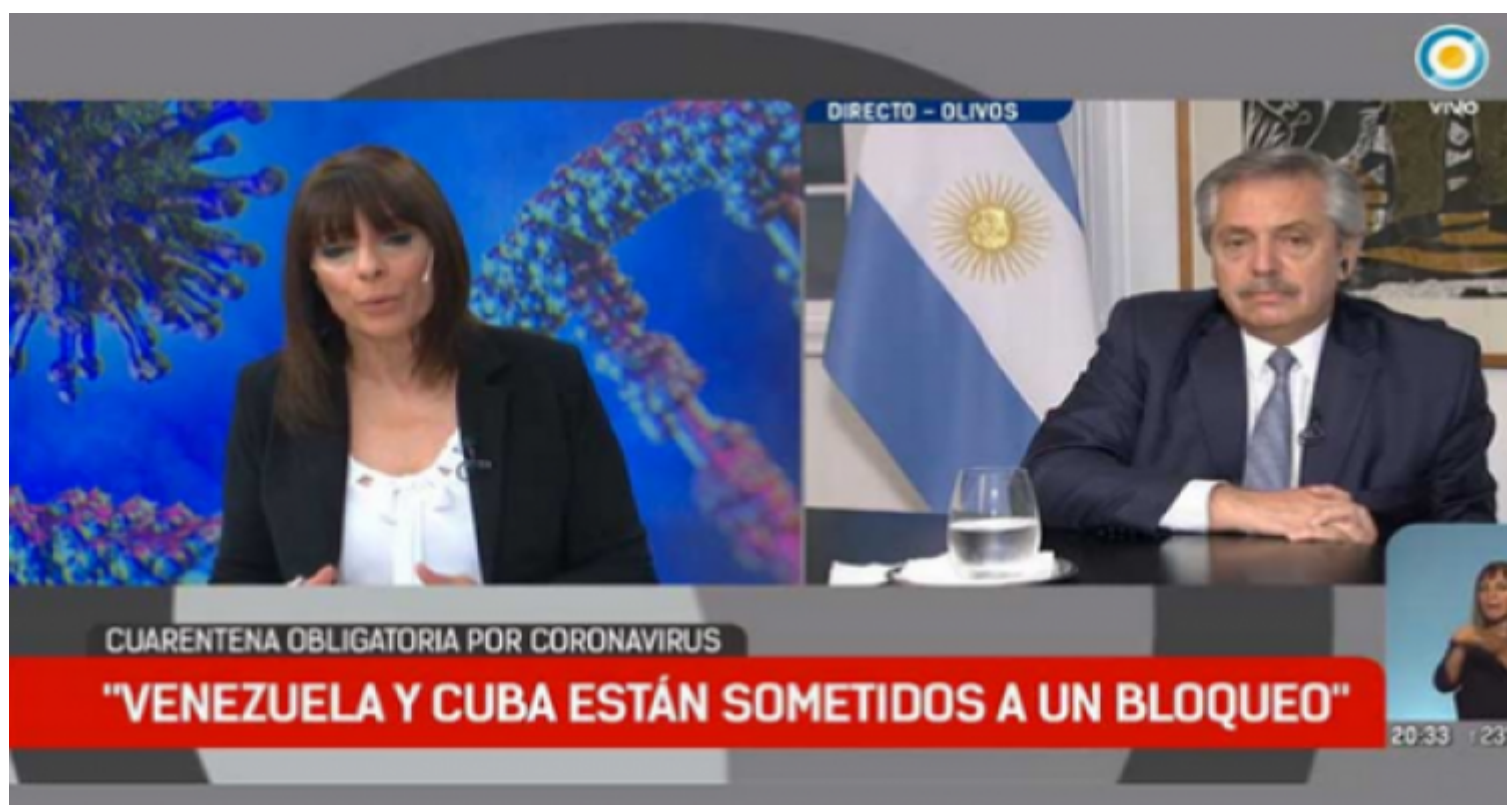 DIRECTO - OLIVOS
VIVO
CUARENTENA OBLIGATORIA POR CORONAVIRUS
"VENEZUELA Y CUBA ESTÁN SOMETIDOS A UN BLOQUEO"
20:33